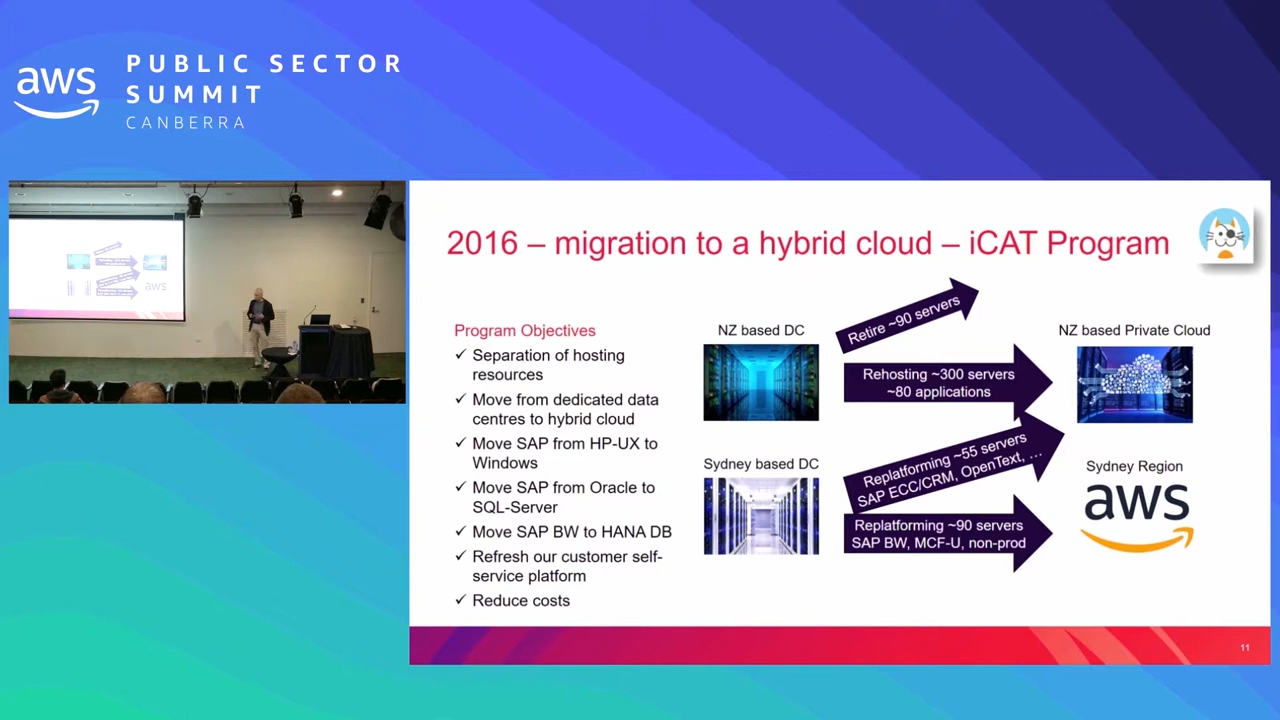 aws
PUBLIC SECTOR
SUMMIT
CANBERRA
2016 – migration to a hybrid cloud – iCAT Program
Program Objectives
✓ Separation of hosting
resources
✓ Move from dedicated data
centres to hybrid cloud
✓ Move SAP from HP-UX to
Windows
✓ Move SAP from Oracle to
SQL-Server
✓ Move SAP BW to HANA DB
✓ Refresh our customer self-
service platform
✓ Reduce costs
NZ based DC
Sydney based DC
Retire ~90 servers
Rehosting ~300 servers
~80 applications
Replatforming ~55 servers
SAP ECC/CRM, OpenText, ...
Replatforming ~90 servers
SAP BW, MCF-U, non-prod
NZ based Private Cloud
Sydney Region
aws
11
aws